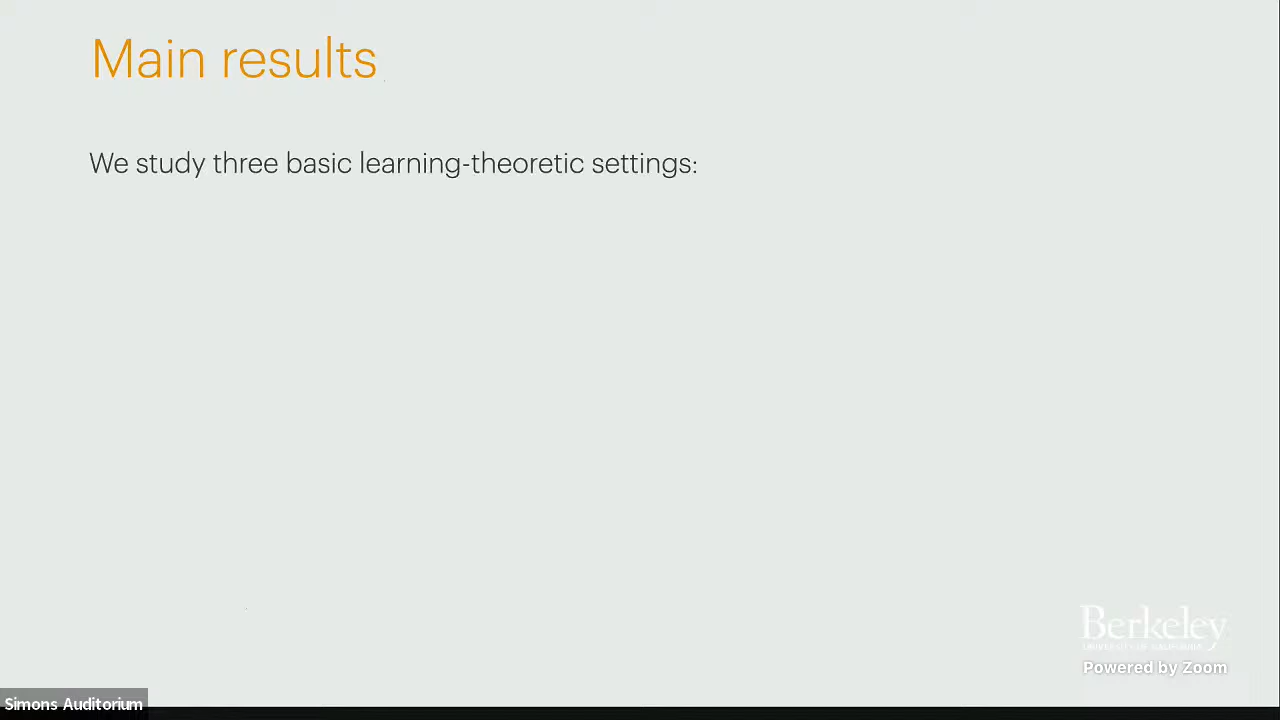 Main results
We study three basic learning-theoretic settings:
Berkeley
UNIVERSITY OF CALIFORNIA
Powered by Zoom
Simons Auditorium